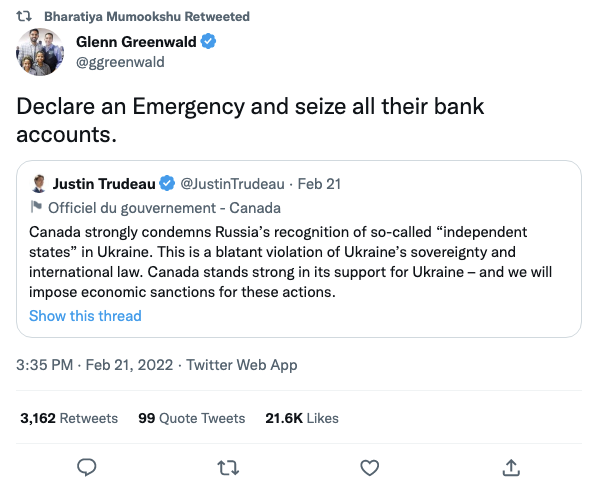 Bharatiya Mumookshu Retweeted
Glenn Greenwald
@ggreenwald
Declare an Emergency and seize all their bank
accounts.
Justin Trudeau @JustinTrudeau · Feb 21
Officiel du gouvernement - Canada
Canada strongly condemns Russia’s recognition of so-called “independent
states” in Ukraine. This is a blatant violation of Ukraine’s sovereignty and
international law. Canada stands strong in its support for Ukraine – and we will
impose economic sanctions for these actions.
Show this thread
3:35 PM · Feb 21, 2022 · Twitter Web App
3,162 Retweets 99 Quote Tweets 21.6K Likes